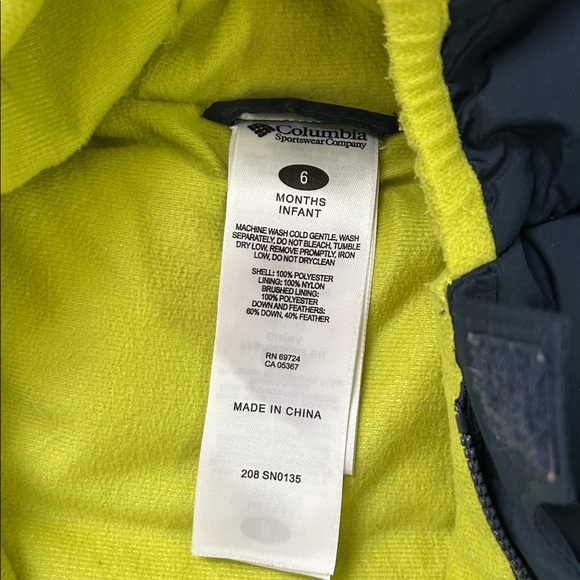 Columbia
Sportswear Company
6
MONTHS
INFANT
MACHINE WASH COLD GENTLE, WASH
SEPARATELY, DO NOT BLEACH, TUMBLE
DRY LOW, REMOVE PROMPTLY, IRON
LOW, DO NOT DRYCLEAN
SHELL: 100% POLYESTER
LINING: 100% NYLON
BRUSHED LINING:
100% POLYESTER
DOWN AND FEATHERS:
60% DOWN, 40% FEATHER
RN 69724
CA 05367
MADE IN CHINA
208 SN0135